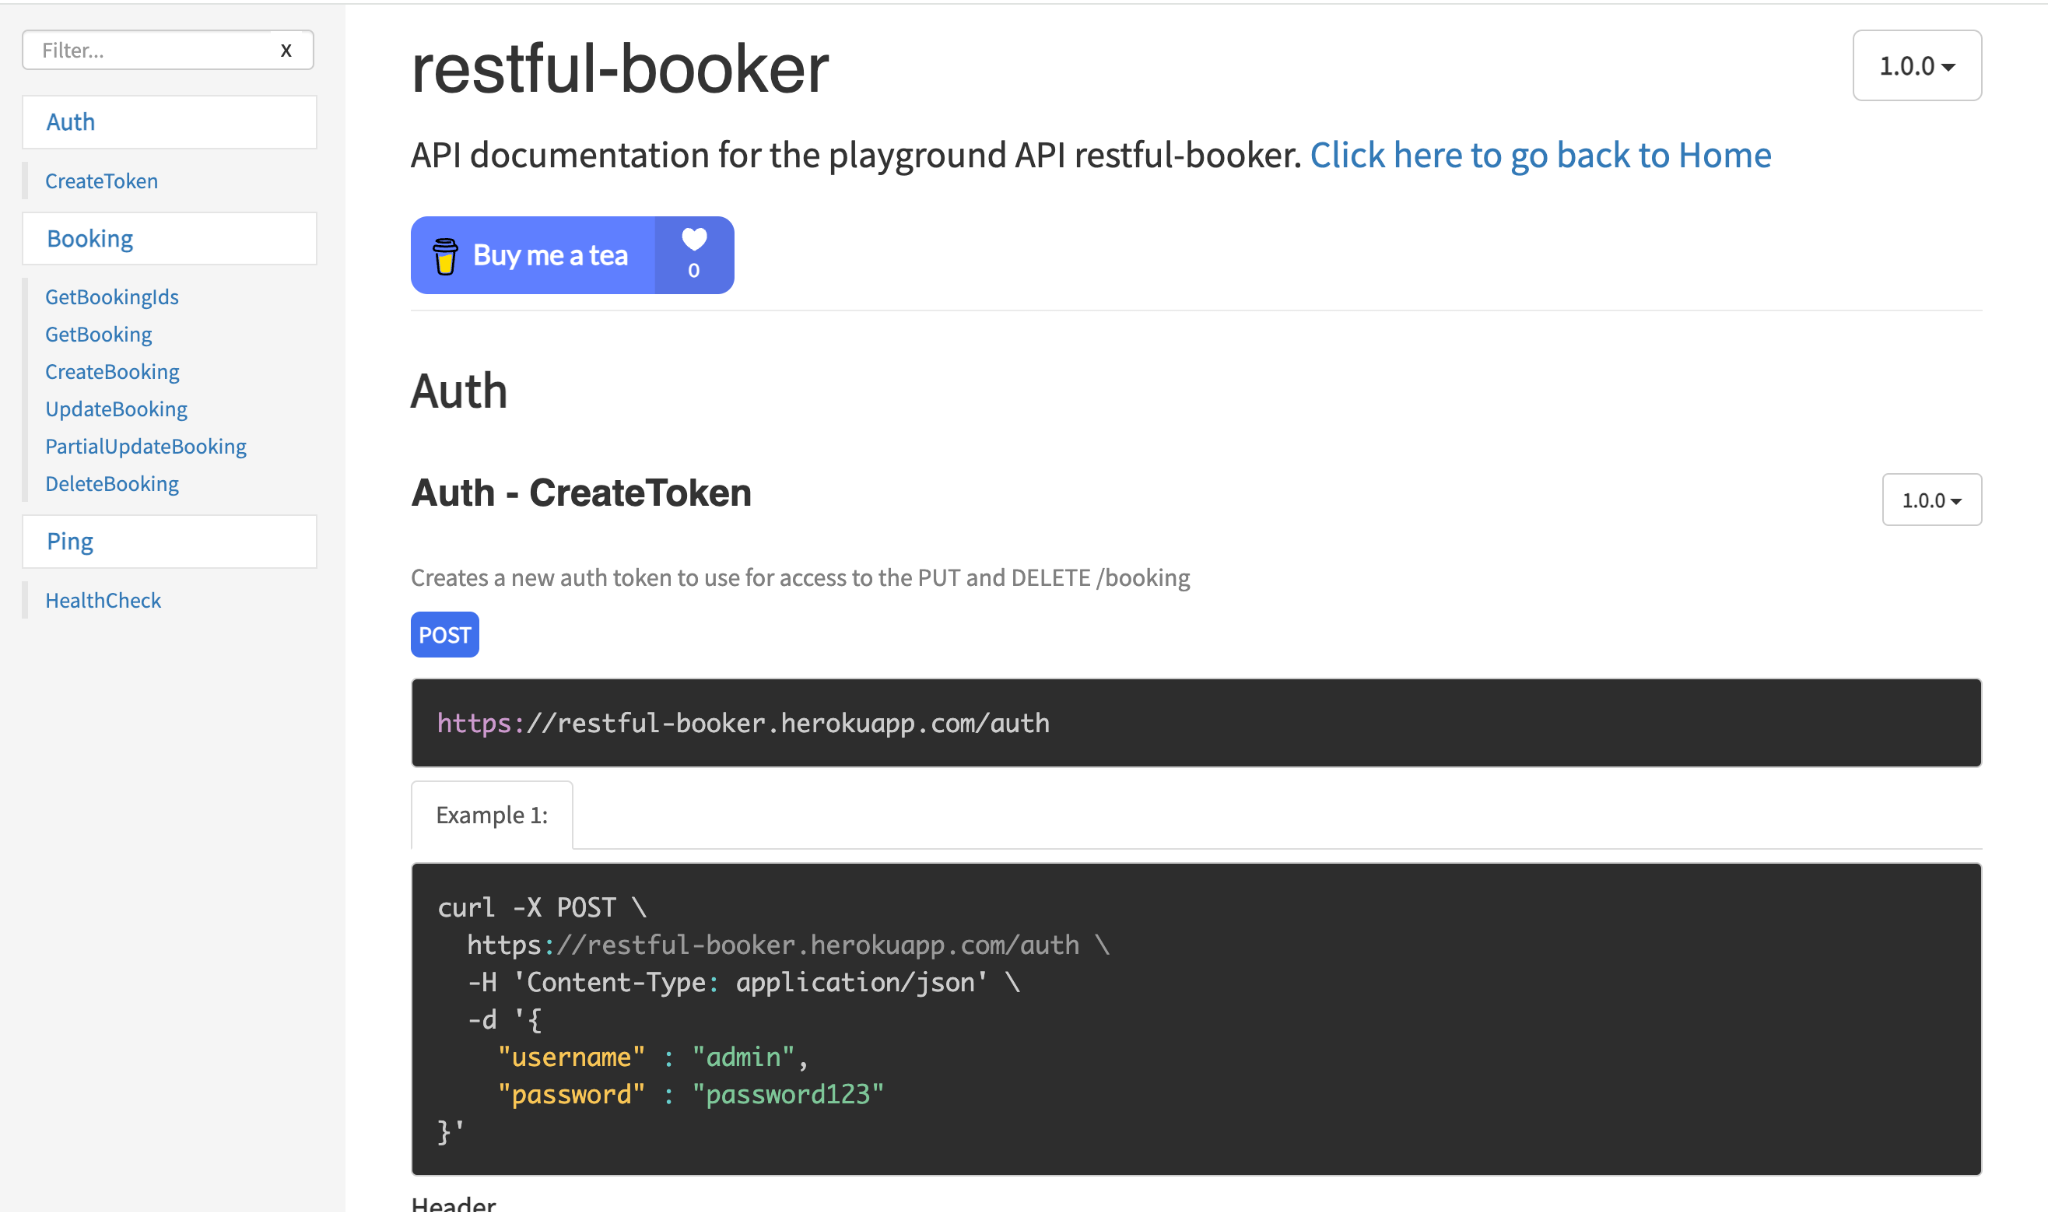 Filter...
X
Auth
CreateToken
Booking
GetBookingIds
GetBooking
CreateBooking
UpdateBooking
PartialUpdateBooking
DeleteBooking
Ping
HealthCheck
restful-booker
1.0.0
API documentation for the playground API restful-booker. Click here to go back to Home
Buy me a tea
0
Auth
Auth - CreateToken
1.0.0
Creates a new auth token to use for access to the PUT and DELETE /booking
POST
https://restful-booker.herokuapp.com/auth
Example 1:
curl -X POST \
  https://restful-booker.herokuapp.com/auth \
  -H 'Content-Type: application/json' \
  -d '{
    "username" : "admin",
    "password" : "password123"
}'
Header